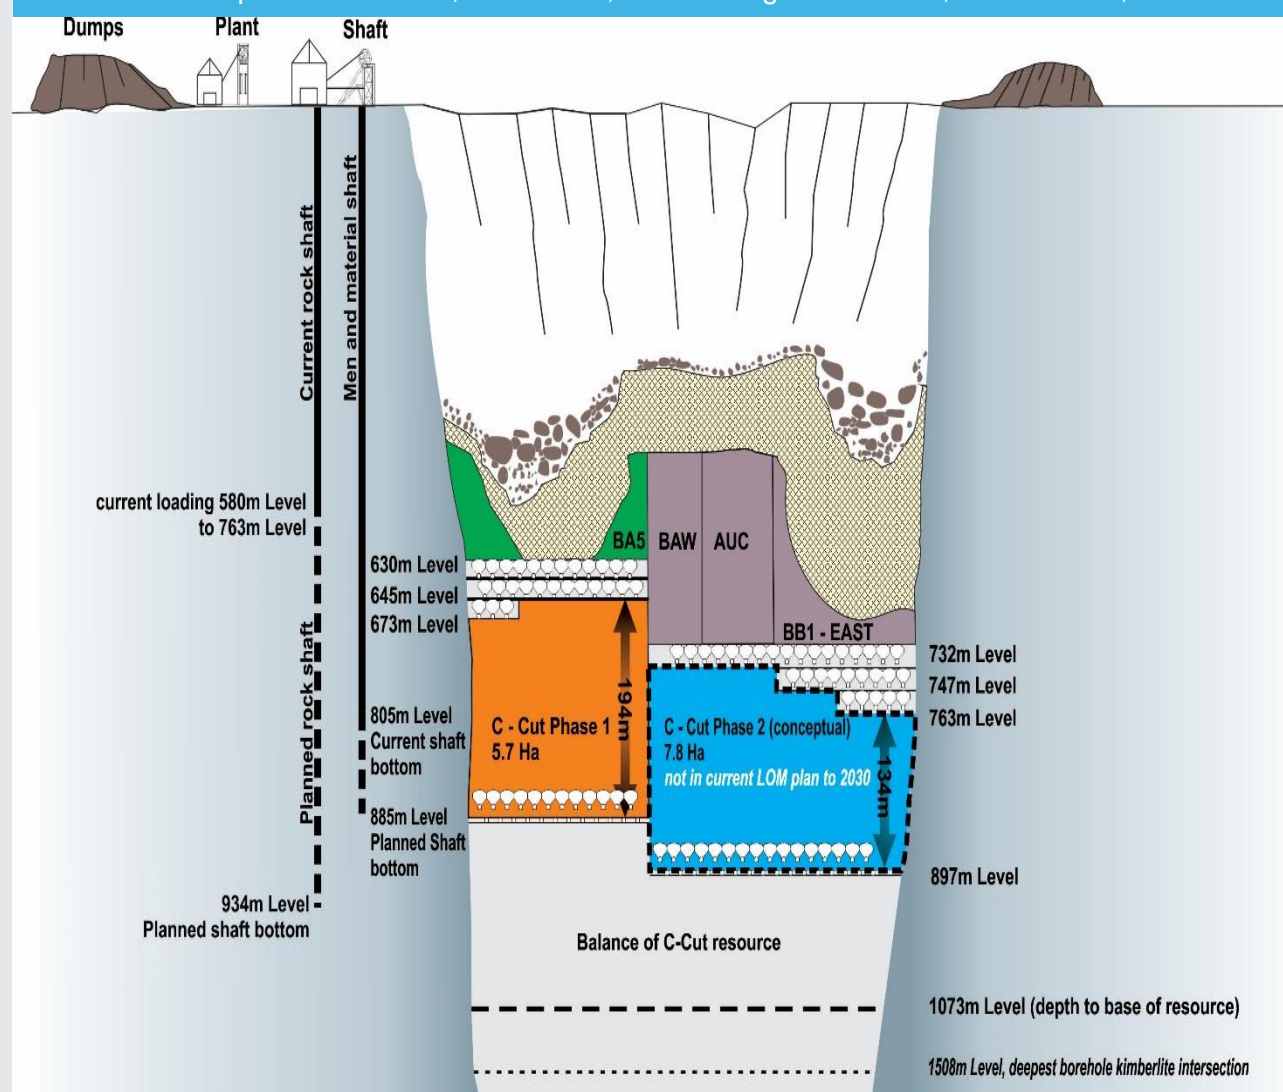 Dumps
Plant
Shaft
Current rock shaft
Men and material shaft
current loading 580m Level
to 763m Level
Planned rock shaft
630m Level
645m Level
673m Level
805m Level
Current shaft
bottom
885m Level
Planned Shaft
bottom
934m Level
Planned shaft bottom
BA5
BAW
AUC
BB1 - EAST
732m Level
747m Level
763m Level
C - Cut Phase 1
5.7 Ha
194m
C - Cut Phase 2 (conceptual)
7.8 Ha
not in current LOM plan to 2030
134m
897m Level
Balance of C-Cut resource
1073m Level (depth to base of resource)
1508m Level, deepest borehole kimberlite intersection